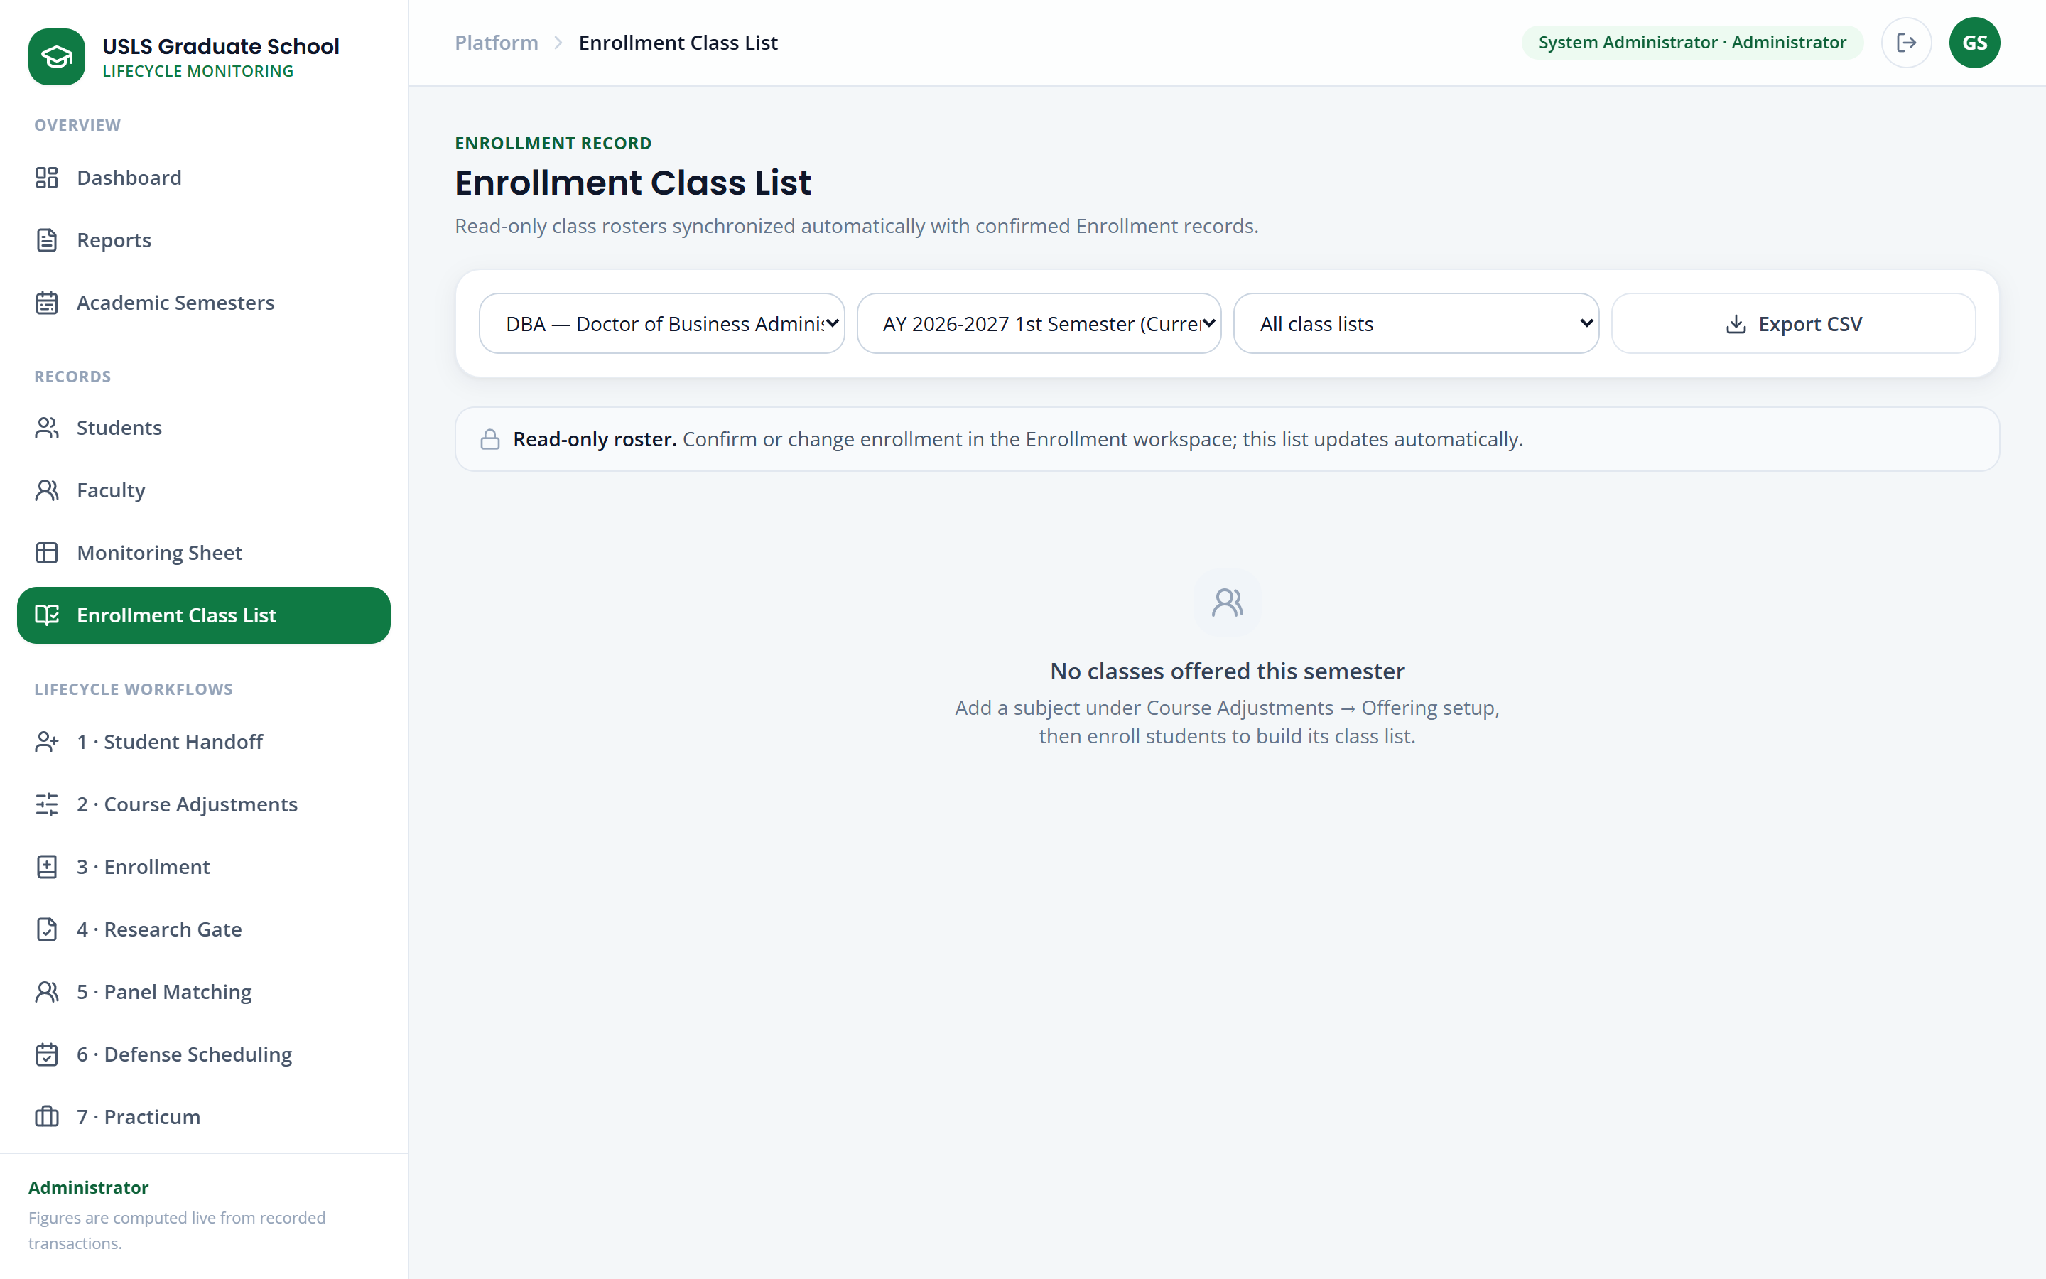 USLS Graduate School
LIFECYCLE MONITORING
OVERVIEW
Dashboard
Reports
Academic Semesters
RECORDS
Students
Faculty
Monitoring Sheet
Enrollment Class List
LIFECYCLE WORKFLOWS
1 · Student Handoff
2 · Course Adjustments
3 · Enrollment
4 · Research Gate
5 · Panel Matching
6 · Defense Scheduling
7 · Practicum
Administrator
Figures are computed live from recorded
transactions.
Platform > Enrollment Class List
System Administrator · Administrator
GS
ENROLLMENT RECORD
Enrollment Class List
Read-only class rosters synchronized automatically with confirmed Enrollment records.
DBA — Doctor of Business Adminis
AY 2026-2027 1st Semester (Curre
All class lists
Export CSV
Read-only roster. Confirm or change enrollment in the Enrollment workspace; this list updates automatically.
No classes offered this semester
Add a subject under Course Adjustments → Offering setup,
then enroll students to build its class list.